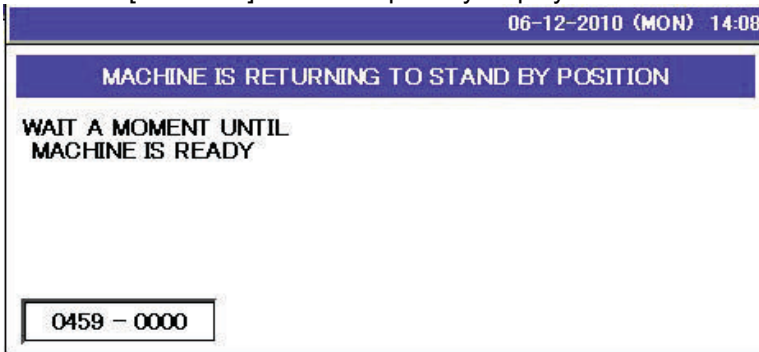 06-12-2010 (MON) 14:08
MACHINE IS RETURNING TO STAND BY POSITION
WAIT A MOMENT UNTIL
MACHINE IS READY
0459 - 0000